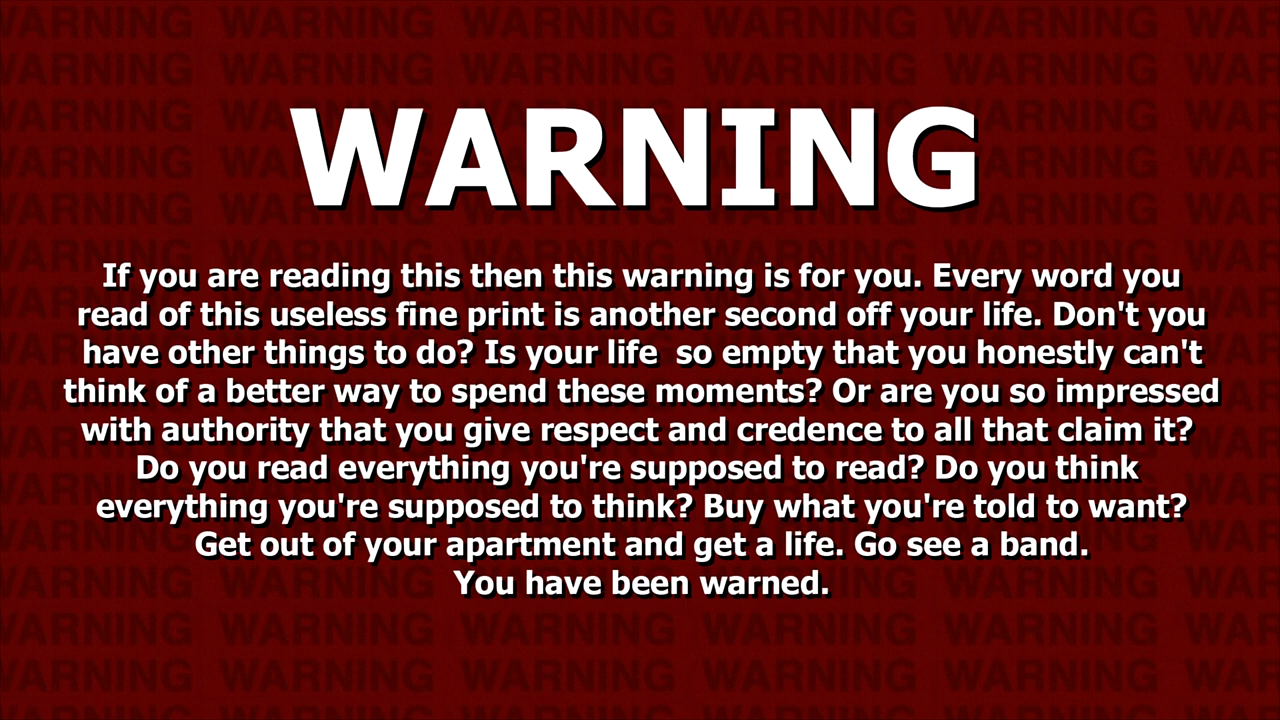 WARNING
If you are reading this then this warning is for you. Every word you
read of this useless fine print is another second off your life. Don't you
have other things to do? Is your life  so empty that you honestly can't
think of a better way to spend these moments? Or are you so impressed
with authority that you give respect and credence to all that claim it?
Do you read everything you're supposed to read? Do you think
everything you're supposed to think? Buy what you're told to want?
Get out of your apartment and get a life. Go see a band.
You have been warned.